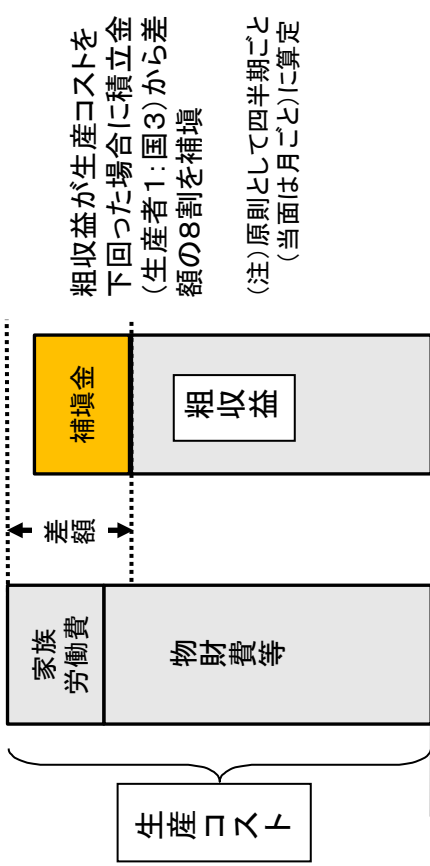 生産コスト
家族
労働費
物財費等
差額
補填金
粗収益
粗収益が生産コストを
下回った場合に積立金
(生産者1:国3)から差
額の8割を補填
(注)原則として四半期ごと
(当面は月ごと)に算定